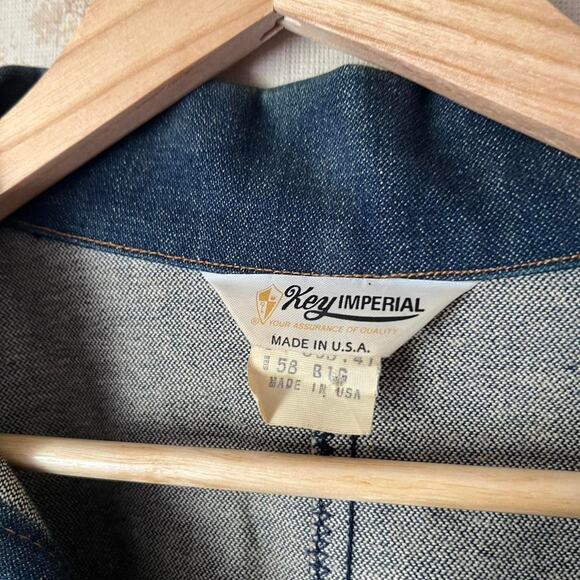 Key IMPERIAL
® YOUR ASSURANCE OF QUALITY
MADE IN U.S.A.
58 BIG
MADE IN USA